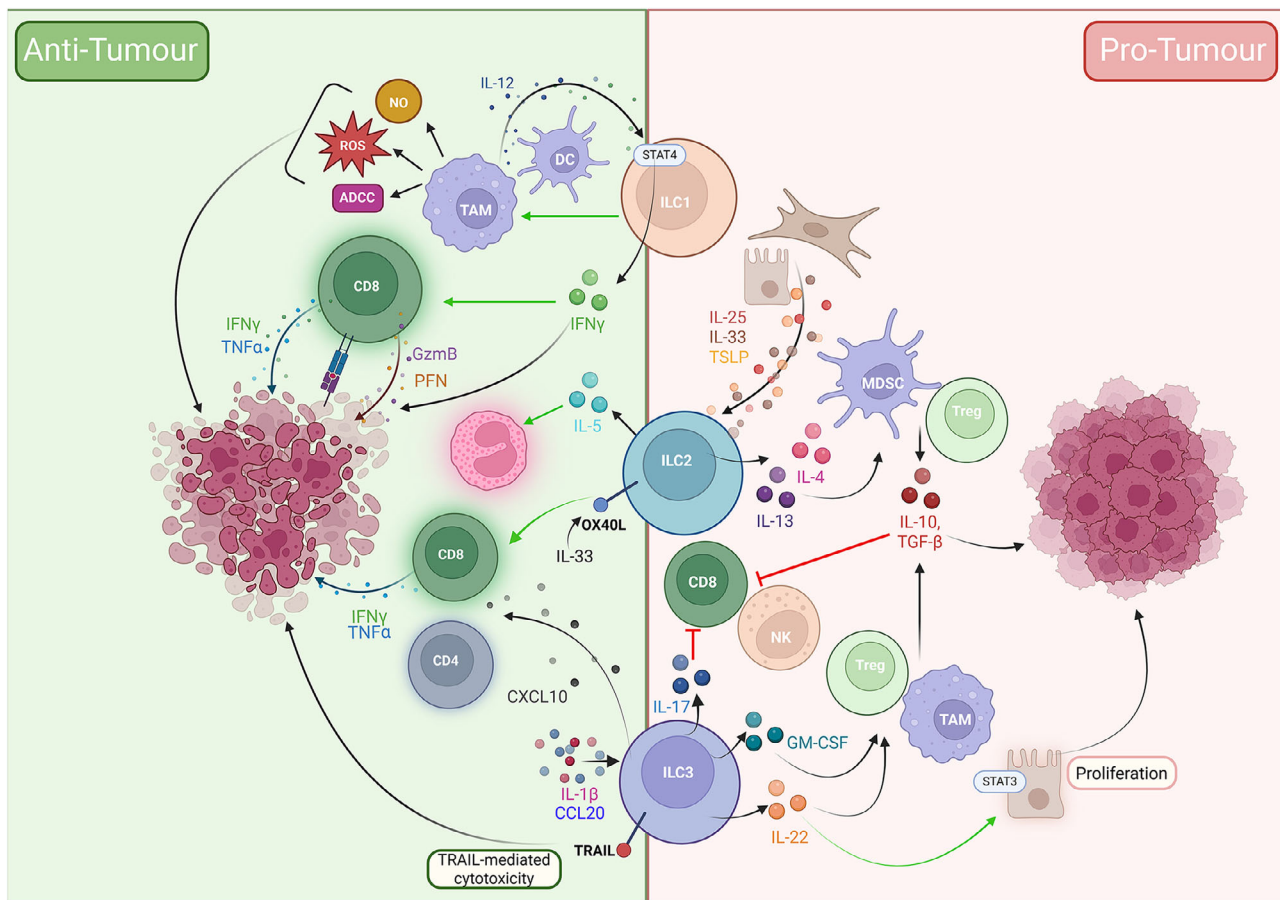 Anti-Tumour
Pro-Tumour
IL-12
NO
ROS
ADCC
TAM
DC
STAT4
ILC1
CD8
IFNγ
TNFα
GzmB
PFN
IFNγ
IL-5
IL-25
IL-33
TSLP
MDSC
Treg
ILC2
IL-4
IL-13
OX40L
IL-33
IL-10,
TGF-β
CD8
IFNγ
TNFα
CD4
CD8
NK
CXCL10
IL-17
Treg
TAM
IL-1β
CCL20
ILC3
GM-CSF
IL-22
STAT3
Proliferation
TRAIL
TRAIL-mediated
cytotoxicity